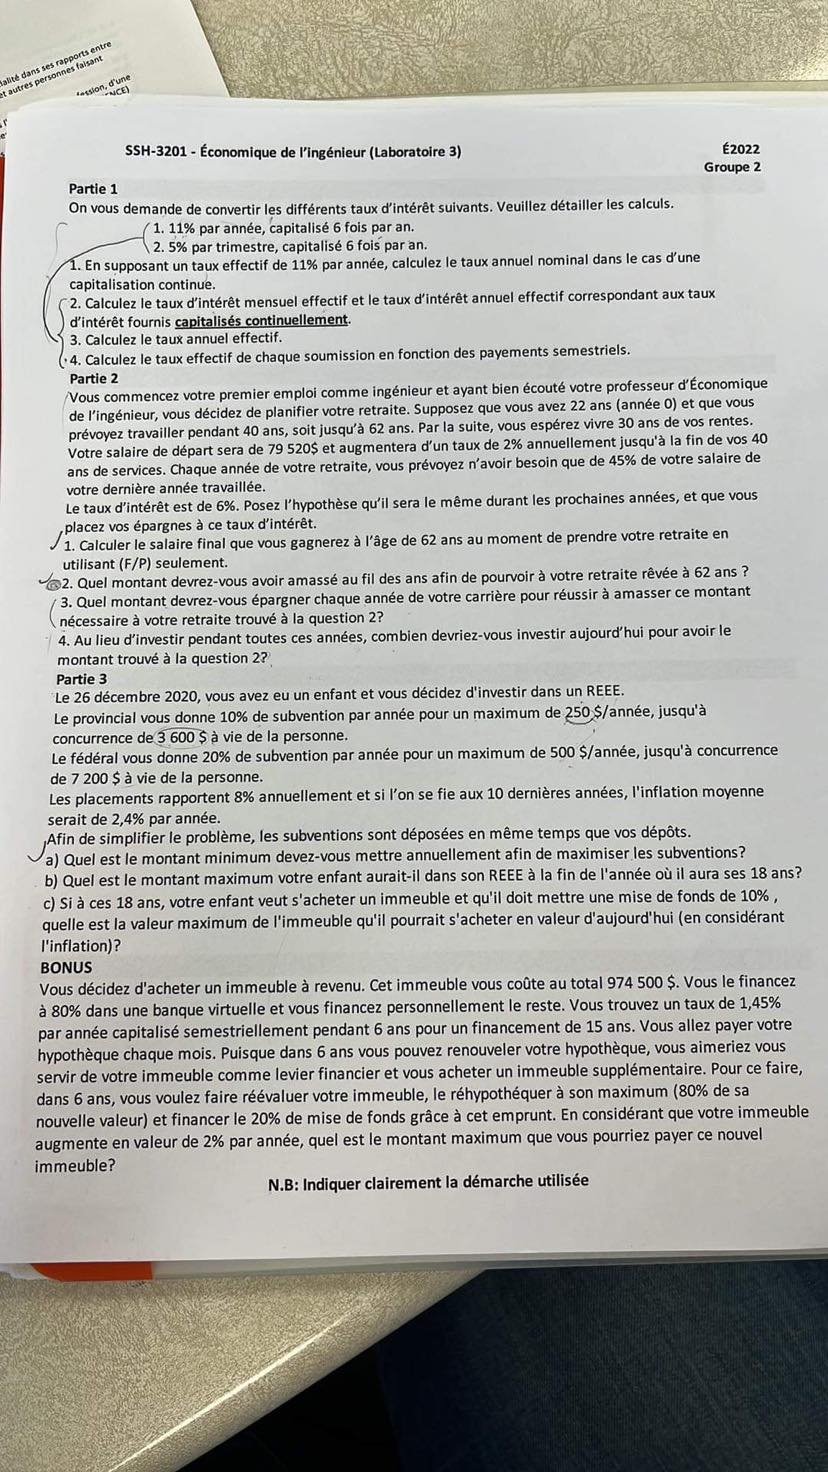 ialité dans ses rapports entre
et autres personnes faisant
d'une
SSH-3201 - Économique de l'ingénieur (Laboratoire 3)
É2022
Groupe 2
Partie 1
On vous demande de convertir les différents taux d'intérêt suivants. Veuillez détailler les calculs.
1. 11% par année, capitalisé 6 fois par an.
2. 5% par trimestre, capitalisé 6 fois par an.
1. En supposant un taux effectif de 11% par année, calculez le taux annuel nominal dans le cas d'une
capitalisation continue.
2. Calculez le taux d'intérêt mensuel effectif et le taux d'intérêt annuel effectif correspondant aux taux
d'intérêt fournis capitalisés continuellement.
3. Calculez le taux annuel effectif.
4. Calculez le taux effectif de chaque soumission en fonction des payements semestriels.
Partie 2
Vous commencez votre premier emploi comme ingénieur et ayant bien écouté votre professeur d'Économique
de l'ingénieur, vous décidez de planifier votre retraite. Supposez que vous avez 22 ans (année 0) et que vous
prévoyez travailler pendant 40 ans, soit jusqu'à 62 ans. Par la suite, vous espérez vivre 30 ans de vos rentes.
Votre salaire de départ sera de 79 520$ et augmentera d'un taux de 2% annuellement jusqu'à la fin de vos 40
ans de services. Chaque année de votre retraite, vous prévoyez n'avoir besoin que de 45% de votre salaire de
votre dernière année travaillée.
Le taux d'intérêt est de 6%. Posez l'hypothèse qu'il sera le même durant les prochaines années, et que vous
placez vos épargnes à ce taux d'intérêt.
1. Calculer le salaire final que vous gagnerez à l'âge de 62 ans au moment de prendre votre retraite en
utilisant (F/P) seulement.
2. Quel montant devrez-vous avoir amassé au fil des ans afin de pourvoir à votre retraite rêvée à 62 ans ?
3. Quel montant devrez-vous épargner chaque année de votre carrière pour réussir à amasser ce montant
nécessaire à votre retraite trouvé à la question 2?
4. Au lieu d'investir pendant toutes ces années, combien devriez-vous investir aujourd'hui pour avoir le
montant trouvé à la question 2?
Partie 3
Le 26 décembre 2020, vous avez eu un enfant et vous décidez d'investir dans un REEE.
Le provincial vous donne 10% de subvention par année pour un maximum de 250 $/année, jusqu'à
concurrence de 3 600 $ à vie de la personne.
Le fédéral vous donne 20% de subvention par année pour un maximum de 500 $/année, jusqu'à concurrence
de 7 200 $ à vie de la personne.
Les placements rapportent 8% annuellement et si l'on se fie aux 10 dernières années, l'inflation moyenne
serait de 2,4% par année.
Afin de simplifier le problème, les subventions sont déposées en même temps que vos dépôts.
a) Quel est le montant minimum devez-vous mettre annuellement afin de maximiser les subventions?
b) Quel est le montant maximum votre enfant aurait-il dans son REEE à la fin de l'année où il aura ses 18 ans?
c) Si à ces 18 ans, votre enfant veut s'acheter un immeuble et qu'il doit mettre une mise de fonds de 10% ,
quelle est la valeur maximum de l'immeuble qu'il pourrait s'acheter en valeur d'aujourd'hui (en considérant
l'inflation)?
BONUS
Vous décidez d'acheter un immeuble à revenu. Cet immeuble vous coûte au total 974 500 $. Vous le financez
à 80% dans une banque virtuelle et vous financez personnellement le reste. Vous trouvez un taux de 1,45%
par année capitalisé semestriellement pendant 6 ans pour un financement de 15 ans. Vous allez payer votre
hypothèque chaque mois. Puisque dans 6 ans vous pouvez renouveler votre hypothèque, vous aimeriez vous
servir de votre immeuble comme levier financier et vous acheter un immeuble supplémentaire. Pour ce faire,
dans 6 ans, vous voulez faire réévaluer votre immeuble, le réhypothéquer à son maximum (80% de sa
nouvelle valeur) et financer le 20% de mise de fonds grâce à cet emprunt. En considérant que votre immeuble
augmente en valeur de 2% par année, quel est le montant maximum que vous pourriez payer ce nouvel
immeuble?
N.B: Indiquer clairement la démarche utilisée